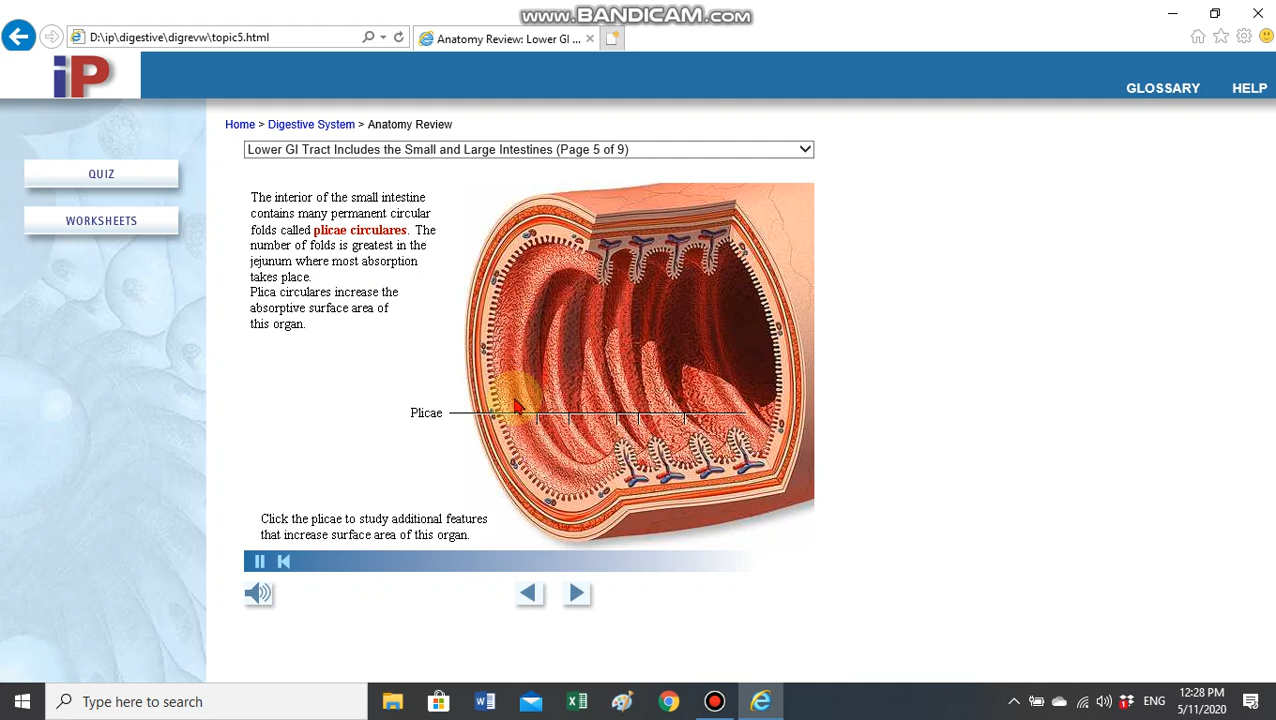 www.BANDICAM.com
D:\ip\digestive\digrevw\topic5.html
Anatomy Review: Lower GI ...
iP
GLOSSARY
HELP
Home > Digestive System > Anatomy Review
Lower GI Tract Includes the Small and Large Intestines (Page 5 of 9)
QUIZ
WORKSHEETS
The interior of the small intestine
contains many permanent circular
folds called plicae circulares. The
number of folds is greatest in the
jejunum where most absorption
takes place.
Plica circulares increase the
absorptive surface area of
this organ.
Plicae
Click the plicae to study additional features
that increase surface area of this organ.
Type here to search
ENG
12:28 PM
5/11/2020